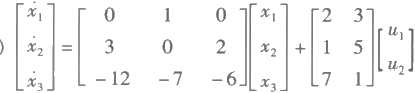 ) [ẋ₁ ẋ₂ ẋ₃] = [0 1 0; 3 0 2; -12 -7 -6] [x₁ x₂ x₃] + [2 3; 1 5; 7 1] [u₁ u₂]